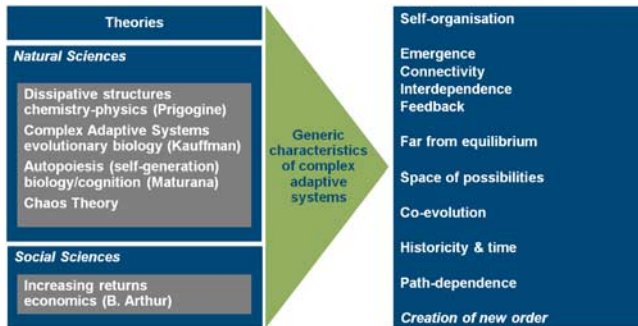 Theories
Natural Sciences
Dissipative structures
chemistry-physics (Prigogine)
Complex Adaptive Systems
evolutionary biology (Kauffman)
Autopoiesis (self-generation)
biology/cognition (Maturana)
Chaos Theory
Social Sciences
Increasing returns
economics (B. Arthur)
Generic
characteristics
of complex
adaptive
systems
Self-organisation
Emergence
Connectivity
Interdependence
Feedback
Far from equilibrium
Space of possibilities
Co-evolution
Historicity & time
Path-dependence
Creation of new order